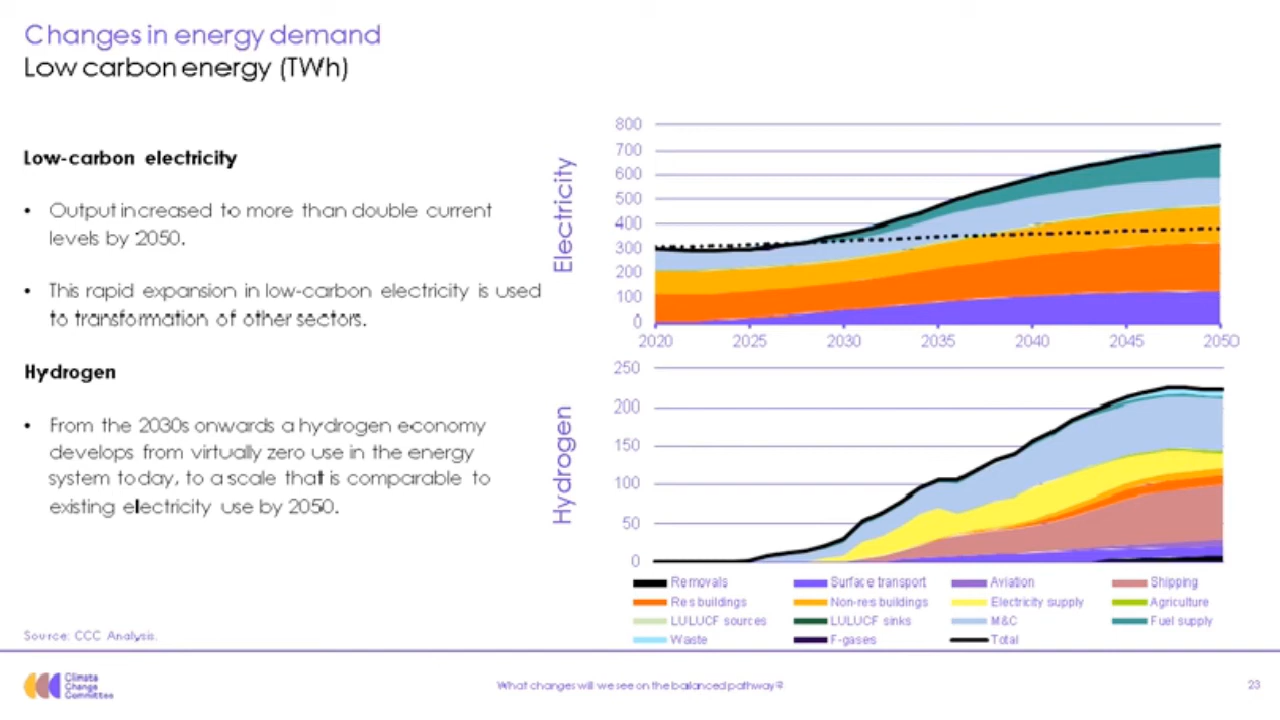 Changes in energy demand
Low carbon energy (TWh)
Low-carbon electricity
• Output increased to more than double current
levels by 2050.
• This rapid expansion in low-carbon electricity is used
to transformation of other sectors.
Hydrogen
• From the 2030s onwards a hydrogen economy
develops from virtually zero use in the energy
system today, to a scale that is comparable to
existing electricity use by 2050.
Source: CCC Analysis.
Electricity
800
700
600
500
400
300
200
100
0
2020 2025 2030 2035 2040 2045 2050
Hydrogen
250
200
150
100
50
0
Removals Surface transport Aviation Shipping
Res buildings Non-res buildings Electricity supply Agriculture
LULUCF sources LULUCF sinks M&C Fuel supply
Waste F-gases Total
Climate
Change
Committee
What changes will we see on the balanced pathway?
23